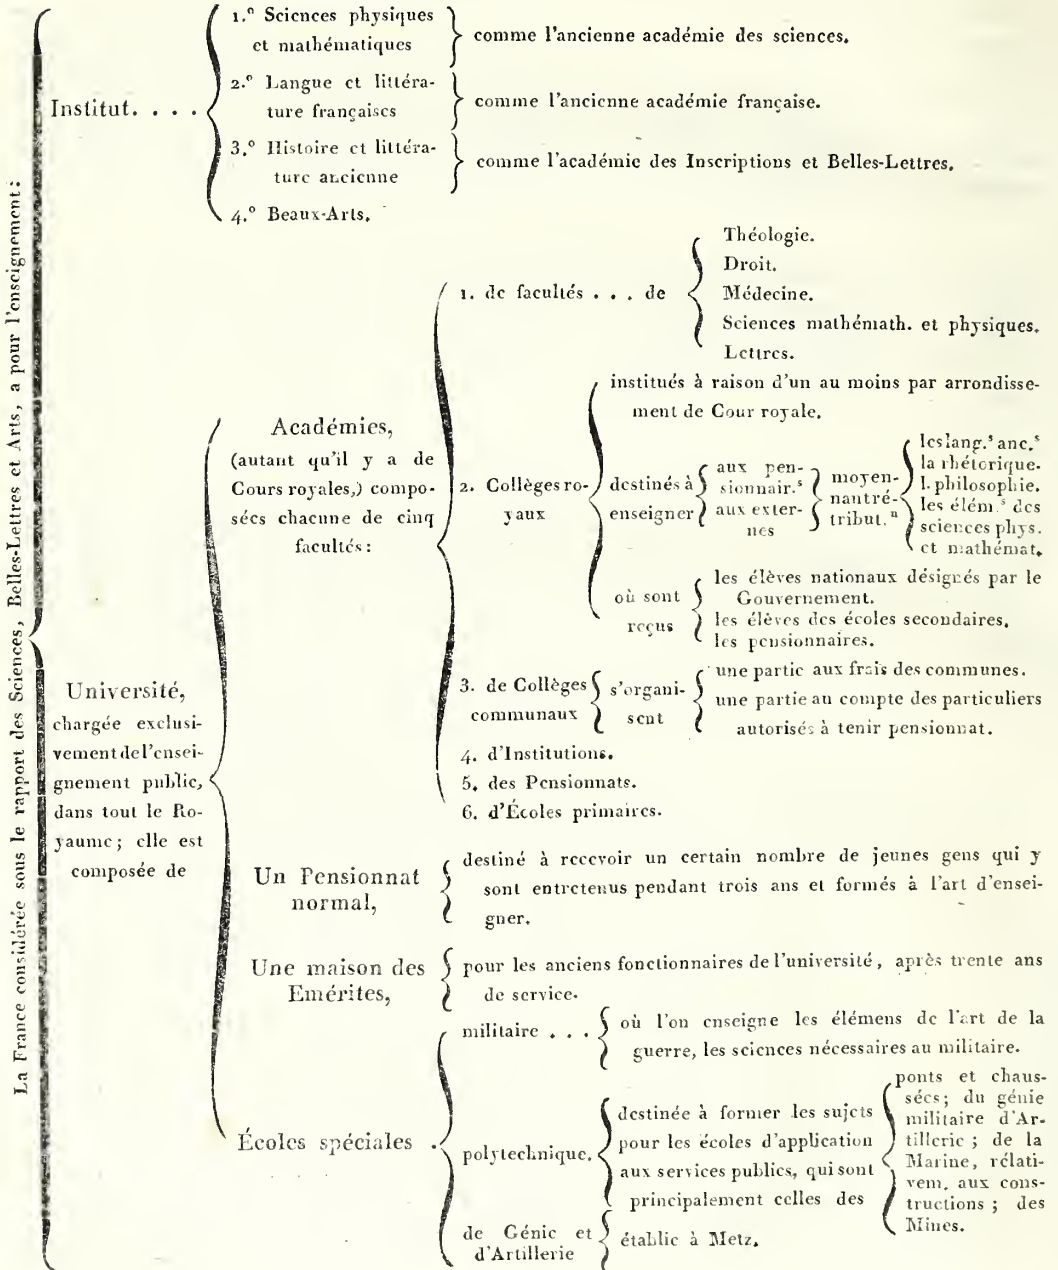 La France considérée sous le rapport des Sciences, Belles-Lettres et Arts, a pour l'enseignement:
Institut. . . .
1.º Sciences physiques
et mathématiques
comme l'ancienne académie des sciences.
2.º Langue et littéra-
ture françaises
comme l'ancienne académie française.
3.º Histoire et littéra-
ture ancienne
comme l'académie des Inscriptions et Belles-Lettres.
4.º Beaux-Arts.
Université,
chargée exclusi-
vement de l'ensei-
gnement public,
dans tout le Ro-
yaume; elle est
composée de
Académies,
(autant qu'il y a de
Cours royales,) compo-
sées chacune de cinq
facultés:
1. de facultés . . . de
Théologie.
Droit.
Médecine.
Sciences mathémath. et physiques.
Lettres.
2. Collèges ro-
yaux
institués à raison d'un au moins par arrondisse-
ment de Cour royale.
destinés à
enseigner
aux pen-
sionnair.s
aux exter-
nes
moyen-
nant ré-
tribut.n
les lang.s anc.s
la rhétorique.
l. philosophie.
les élém.s des
sciences phys.
et mathémat.
où sont
reçus
les élèves nationaux désignés par le
Gouvernement.
les élèves des écoles secondaires.
les pensionnaires.
3. de Collèges
communaux
s'organi-
sent
une partie aux frais des communes.
une partie au compte des particuliers
autorisés à tenir pensionnat.
4. d'Institutions.
5. des Pensionnats.
6. d'Écoles primaires.
Un Pensionnat
normal,
destiné à recevoir un certain nombre de jeunes gens qui y
sont entretenus pendant trois ans et formés à l'art d'ensei-
gner.
Une maison des
Emérites,
pour les anciens fonctionnaires de l'université, après trente ans
de service.
Écoles spéciales .
militaire . . .
où l'on enseigne les élémens de l'art de la
guerre, les sciences nécessaires au militaire.
polytechnique.
destinée à former les sujets
pour les écoles d'application
aux services publics, qui sont
principalement celles des
ponts et chaus-
sées; du génie
militaire d'Ar-
tillerie; de la
Marine, rélati-
vem. aux cons-
tructions; des
Mines.
de Génie et
d'Artillerie
établie à Metz.